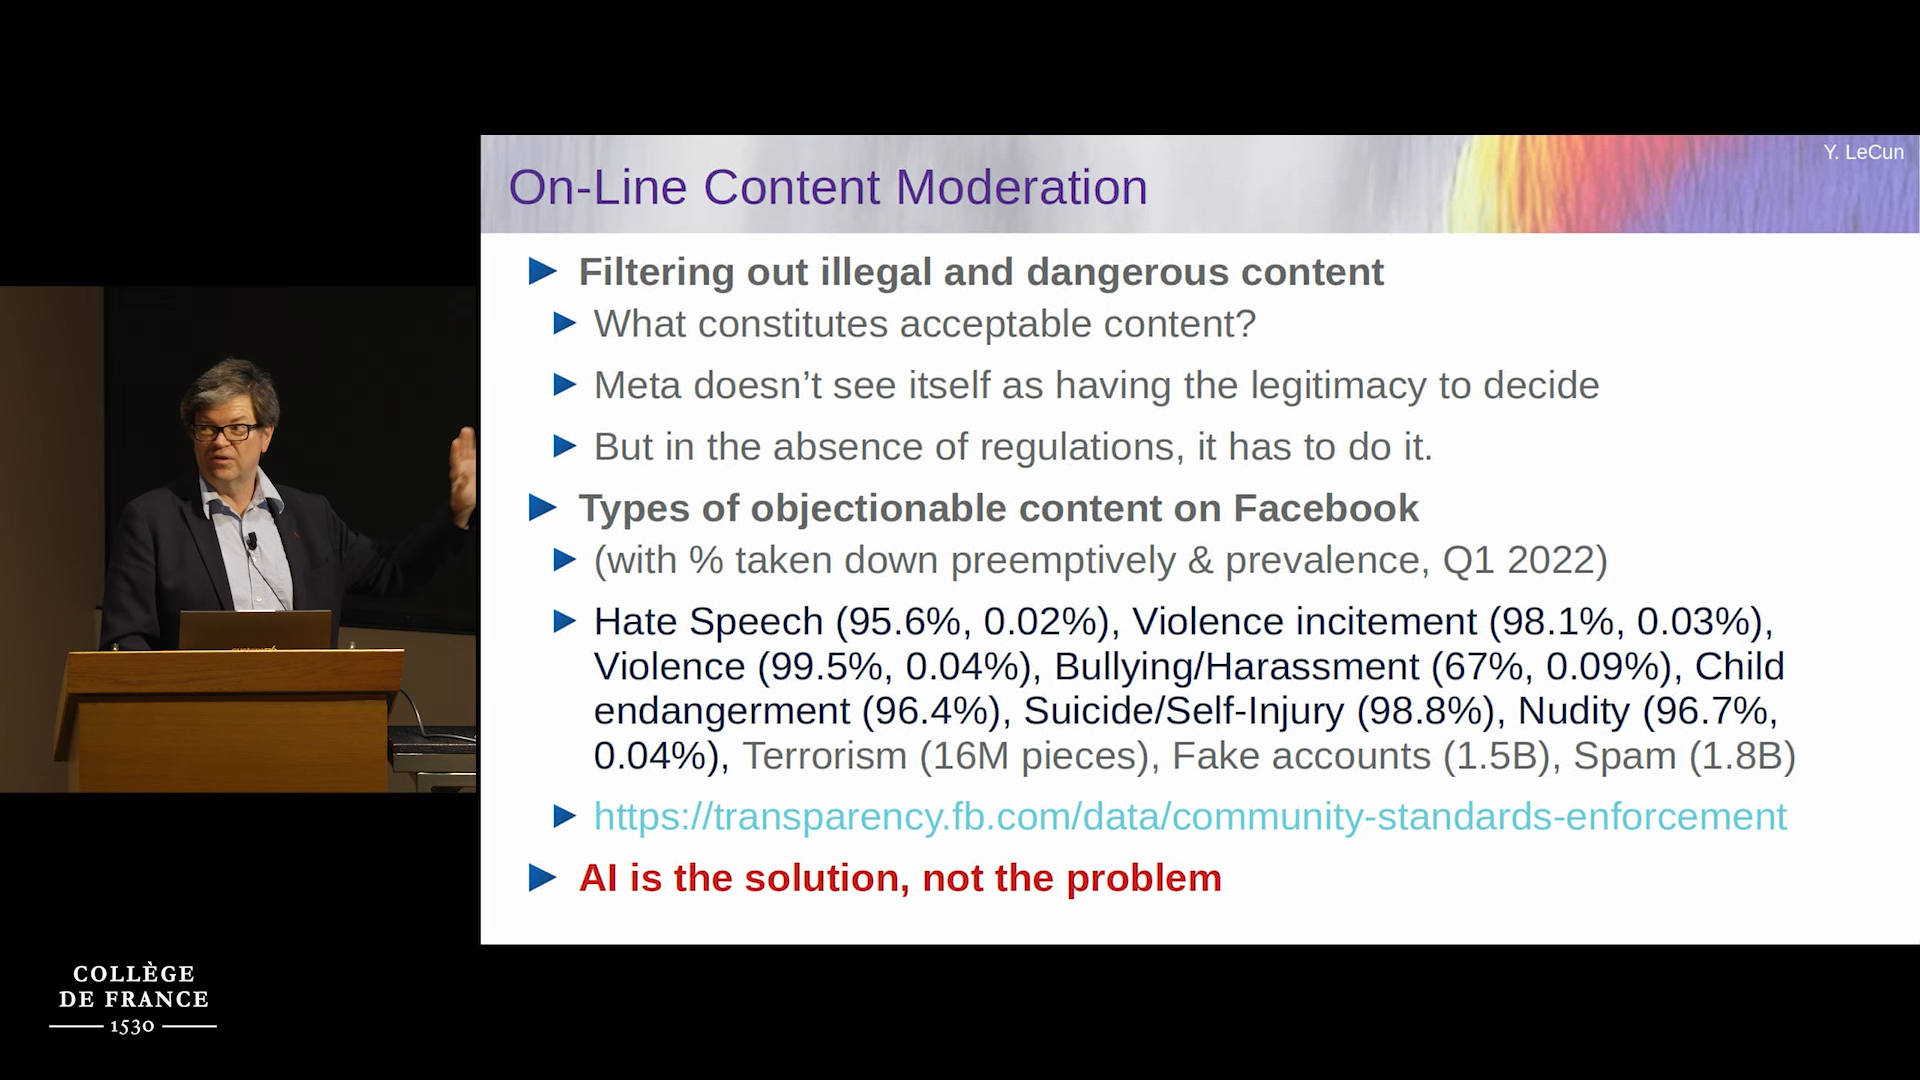 Y. LeCun
On-Line Content Moderation
Filtering out illegal and dangerous content
What constitutes acceptable content?
Meta doesn’t see itself as having the legitimacy to decide
But in the absence of regulations, it has to do it.
Types of objectionable content on Facebook
(with % taken down preemptively & prevalence, Q1 2022)
Hate Speech (95.6%, 0.02%), Violence incitement (98.1%, 0.03%),
Violence (99.5%, 0.04%), Bullying/Harassment (67%, 0.09%), Child
endangerment (96.4%), Suicide/Self-Injury (98.8%), Nudity (96.7%,
0.04%), Terrorism (16M pieces), Fake accounts (1.5B), Spam (1.8B)
https://transparency.fb.com/data/community-standards-enforcement
AI is the solution, not the problem
COLLÈGE
DE FRANCE
1530